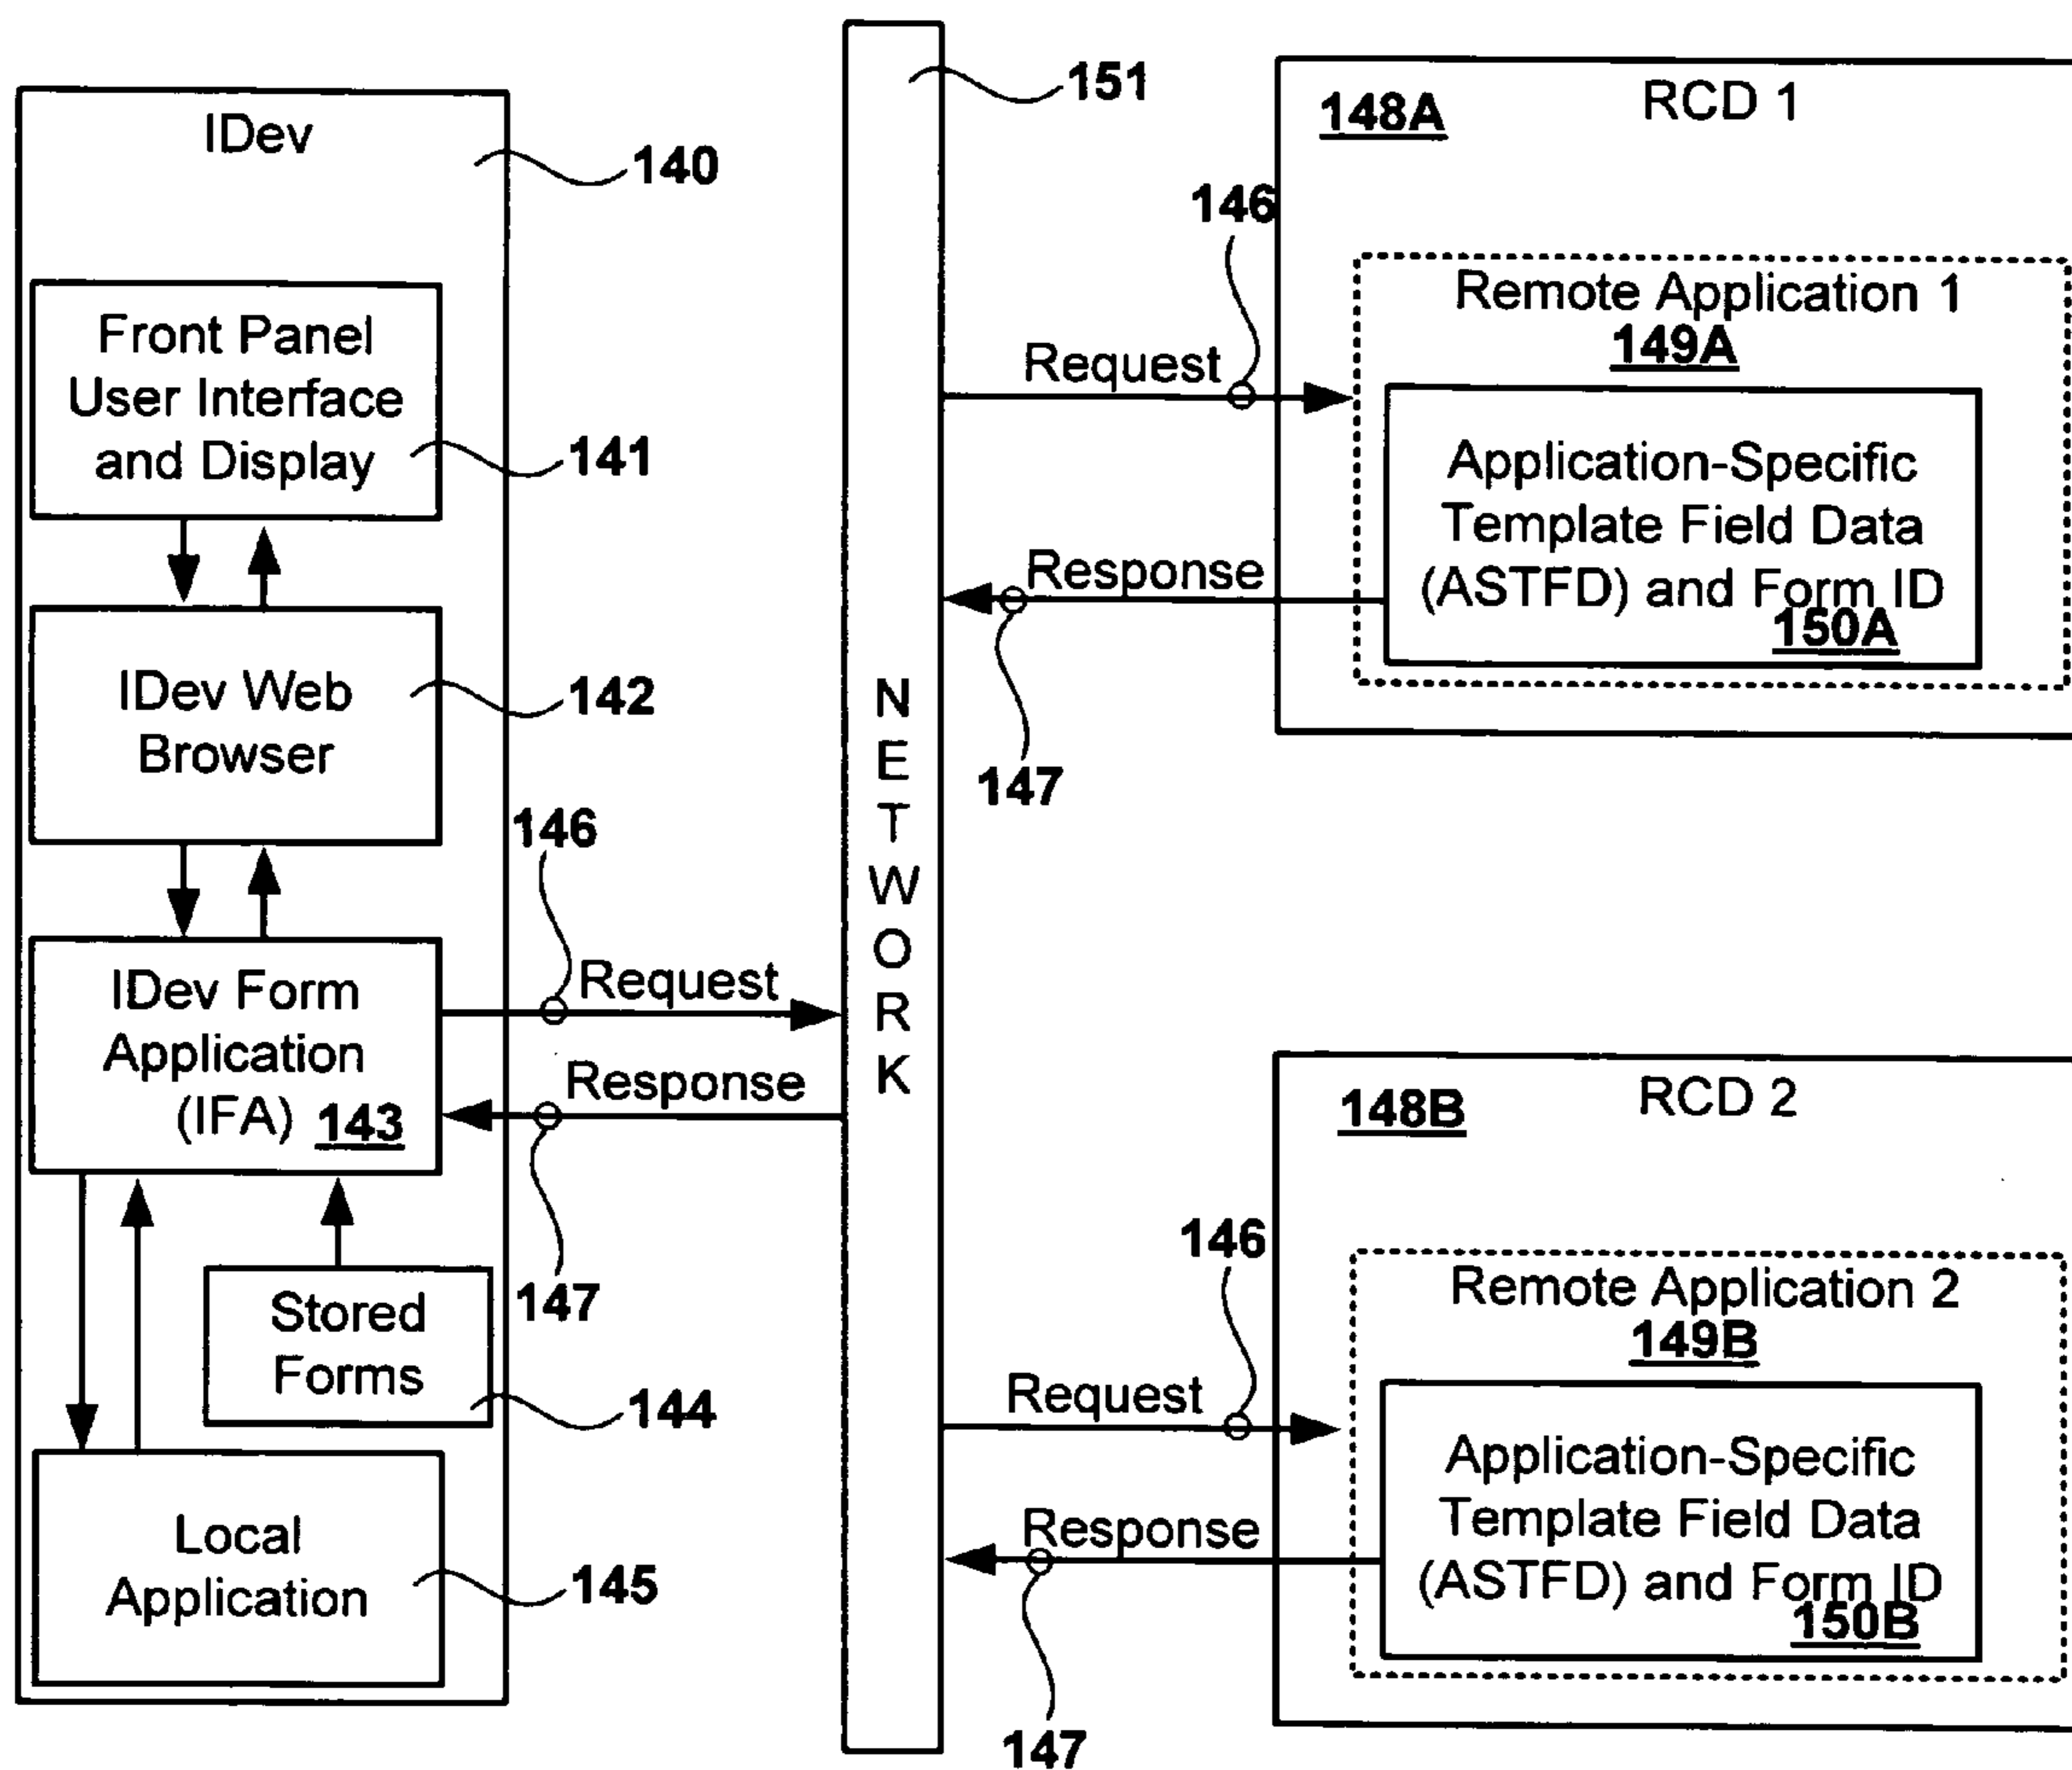 IDev
140
Front Panel
User Interface
and Display
141
IDev Web
Browser
142
IDev Form
Application
(IFA) 143
Stored
Forms
144
Local
Application
145
146
Request
Response
147
151
N
E
T
W
O
R
K
148A RCD 1
146
Request
Response
147
Remote Application 1
149A
Application-Specific
Template Field Data
(ASTFD) and Form ID
150A
148B RCD 2
146
Request
Response
147
Remote Application 2
149B
Application-Specific
Template Field Data
(ASTFD) and Form ID
150B